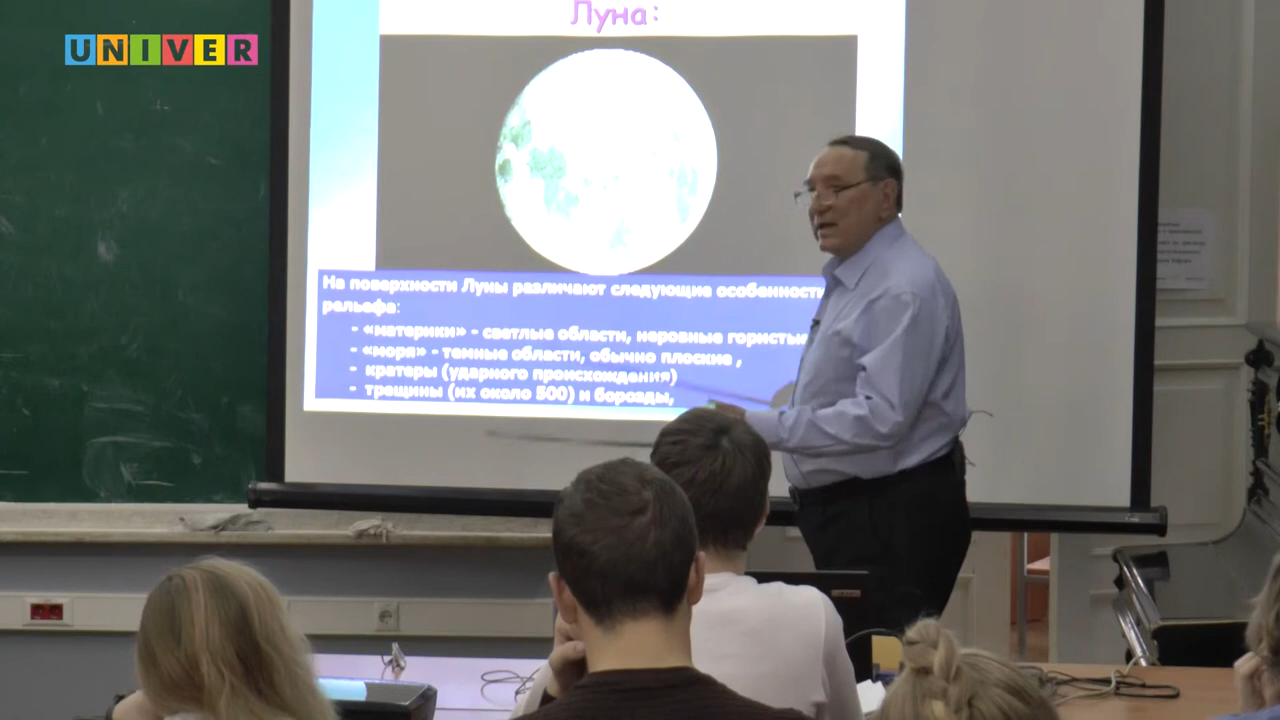 UNIVER
Луна:
На поверхности Луны различают следующие особенности
рельефа:
- «материки» - светлые области, неровные гористые
- «моря» - темные области, обычно плоские ,
- кратеры (ударного происхождения)
- трещины (их около 500) и борозды,